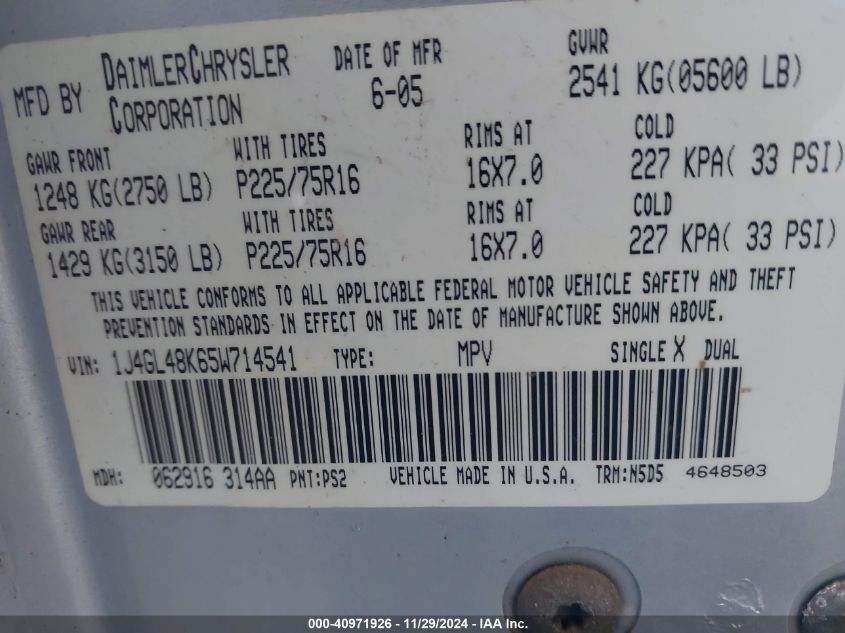 MFD BY DAIMLERCHRYSLER CORPORATION DATE OF MFR 6-05 GVWR 2541 KG(05600 LB)
GAWR FRONT WITH TIRES RIMS AT COLD
1248 KG(2750 LB) P225/75R16 16X7.0 227 KPA( 33 PSI)
GAWR REAR WITH TIRES RIMS AT COLD
1429 KG(3150 LB) P225/75R16 16X7.0 227 KPA( 33 PSI)
THIS VEHICLE CONFORMS TO ALL APPLICABLE FEDERAL MOTOR VEHICLE SAFETY AND THEFT
PREVENTION STANDARDS IN EFFECT ON THE DATE OF MANUFACTURE SHOWN ABOVE.
VIN: 1J4GL48K65W714541 TYPE: MPV SINGLE X DUAL
MDH: 062916 314AA PNT:PS2 VEHICLE MADE IN U.S.A. TRM:N5D5 4648503
000-40971926 - 11/29/2024 - IAA Inc.